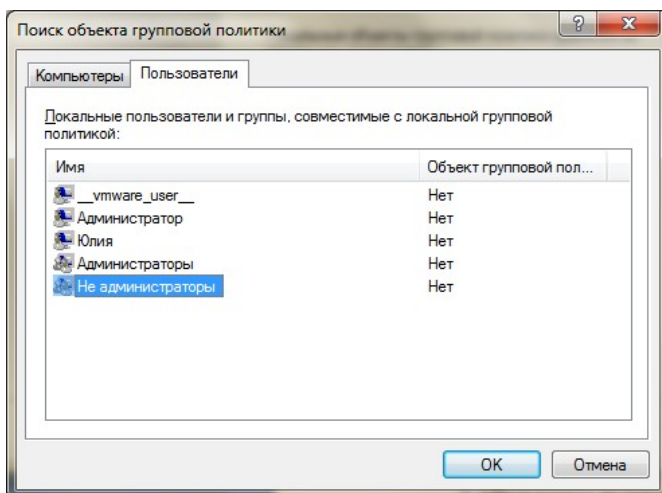 Поиск объекта групповой политики
Компьютеры Пользователи
Локальные пользователи и группы, совместимые с локальной групповой
политикой:
Имя Объект групповой пол...
__vmware_user__ Нет
Администратор Нет
Юлия Нет
Администраторы Нет
Не администраторы Нет
OK Отмена